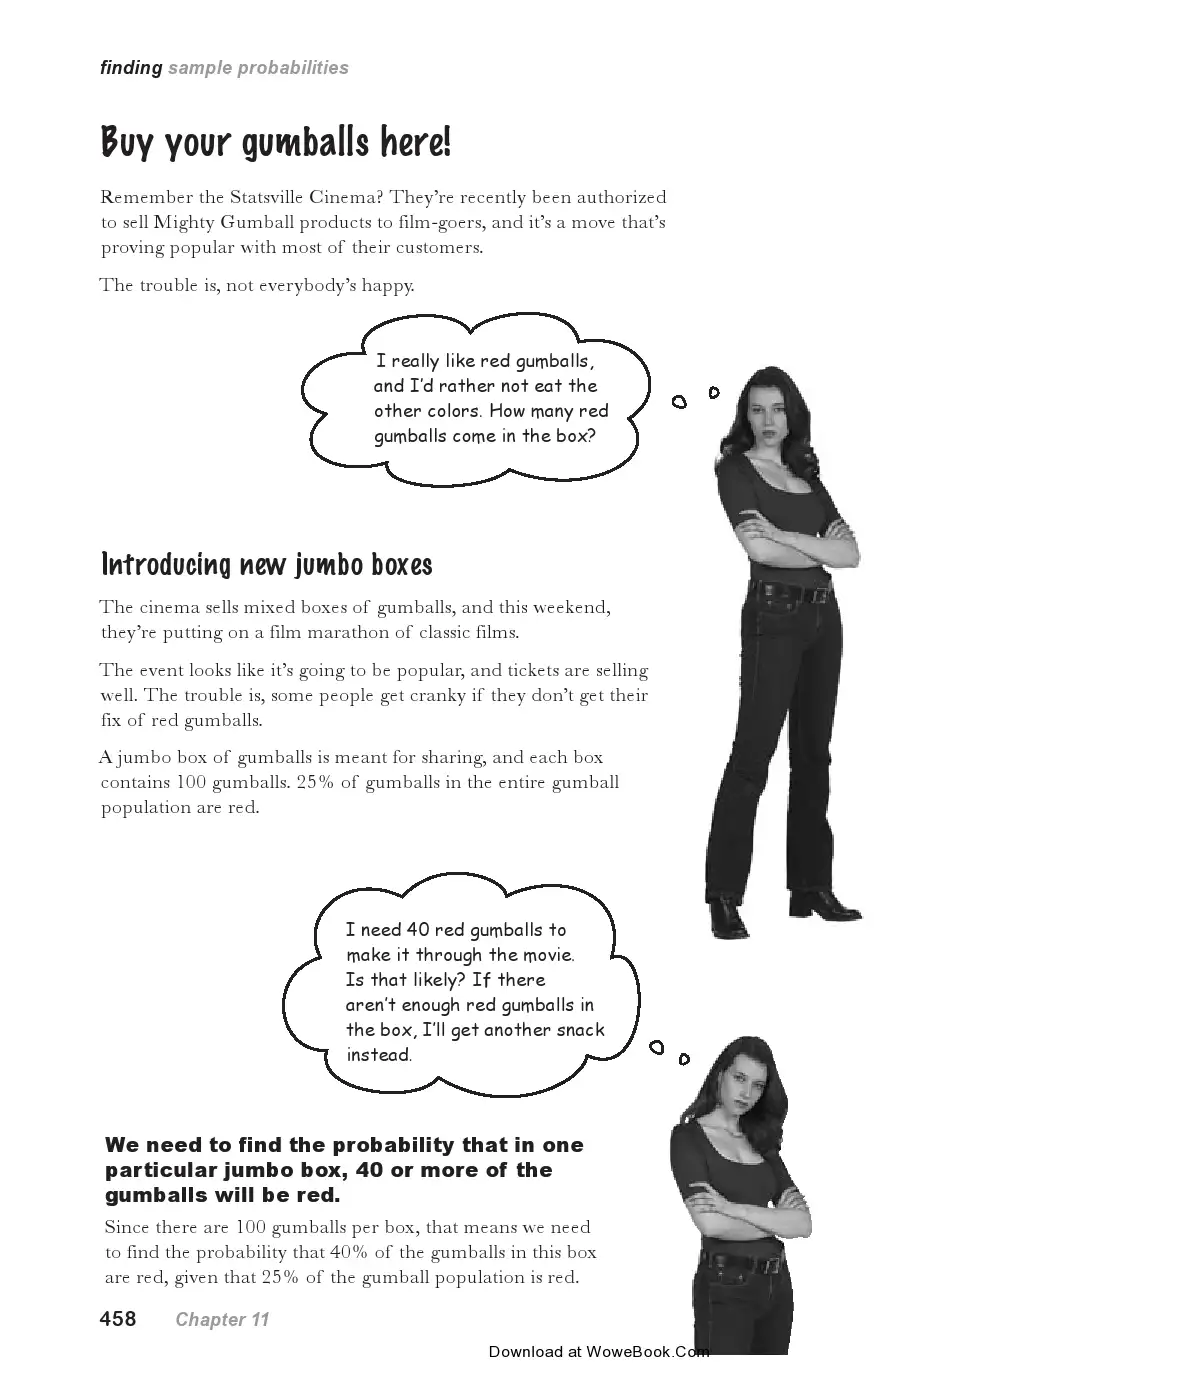 finding sample probabilities
Buy your gumballs here!
Remember the Statsville Cinema? They’re recently been authorized
to sell Mighty Gumball products to film-goers, and it’s a move that’s
proving popular with most of their customers.
The trouble is, not everybody’s happy.
I really like red gumballs,
and I’d rather not eat the
other colors. How many red
gumballs come in the box?
Introducing new jumbo boxes
The cinema sells mixed boxes of gumballs, and this weekend,
they’re putting on a film marathon of classic films.
The event looks like it’s going to be popular, and tickets are selling
well. The trouble is, some people get cranky if they don’t get their
fix of red gumballs.
A jumbo box of gumballs is meant for sharing, and each box
contains 100 gumballs. 25% of gumballs in the entire gumball
population are red.
I need 40 red gumballs to
make it through the movie.
Is that likely? If there
aren’t enough red gumballs in
the box, I’ll get another snack
instead.
We need to find the probability that in one
particular jumbo box, 40 or more of the
gumballs will be red.
Since there are 100 gumballs per box, that means we need
to find the probability that 40% of the gumballs in this box
are red, given that 25% of the gumball population is red.
458 Chapter 11
Download at WoweBook.Com